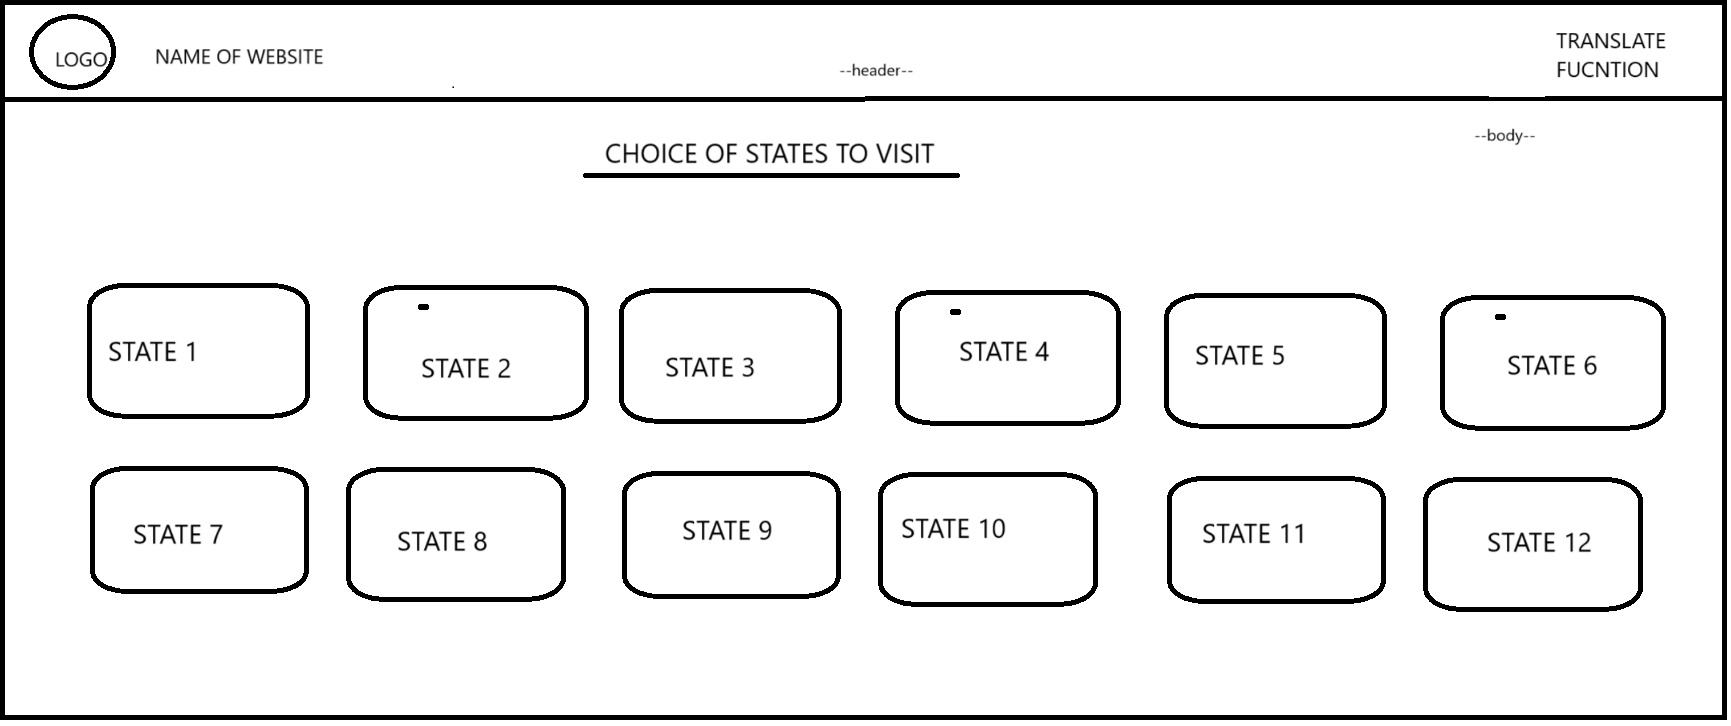 LOGO
NAME OF WEBSITE
--header--
TRANSLATE
FUCNTION
--body--
CHOICE OF STATES TO VISIT
STATE 1
STATE 2
STATE 3
STATE 4
STATE 5
STATE 6
STATE 7
STATE 8
STATE 9
STATE 10
STATE 11
STATE 12